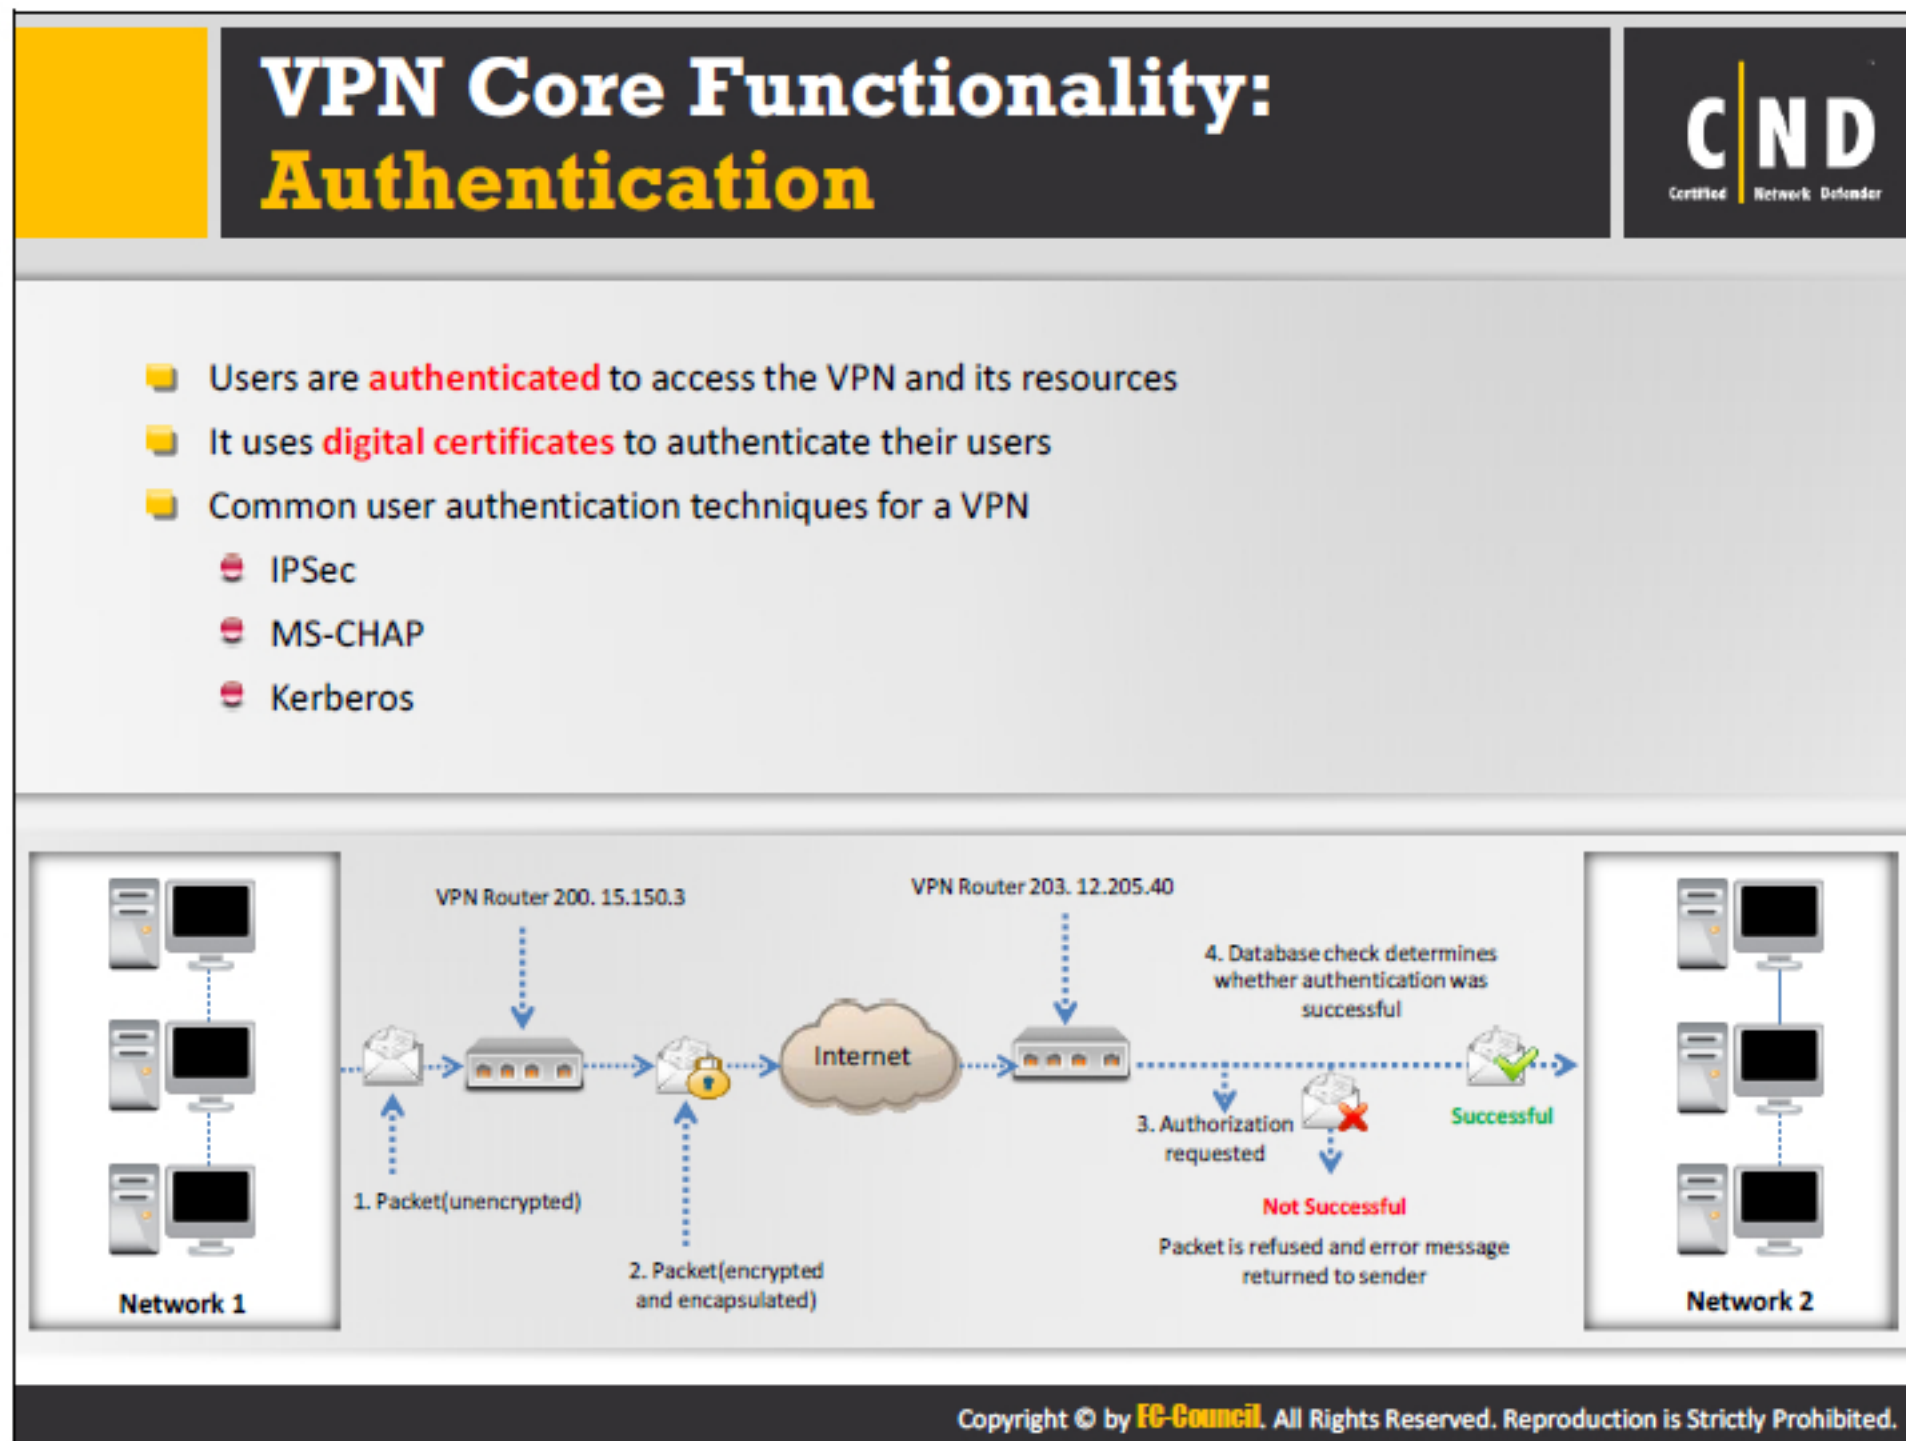 VPN Core Functionality:
Authentication
C|ND
Certified Network Defender
Users are authenticated to access the VPN and its resources
It uses digital certificates to authenticate their users
Common user authentication techniques for a VPN
IPSec
MS-CHAP
Kerberos
VPN Router 200. 15.150.3
VPN Router 203. 12.205.40
4. Database check determines
whether authentication was
successful
Internet
3. Authorization
requested
Successful
1. Packet(unencrypted)
Not Successful
Packet is refused and error message
returned to sender
2. Packet(encrypted
and encapsulated)
Network 1
Network 2
Copyright © by EC-Council. All Rights Reserved. Reproduction is Strictly Prohibited.